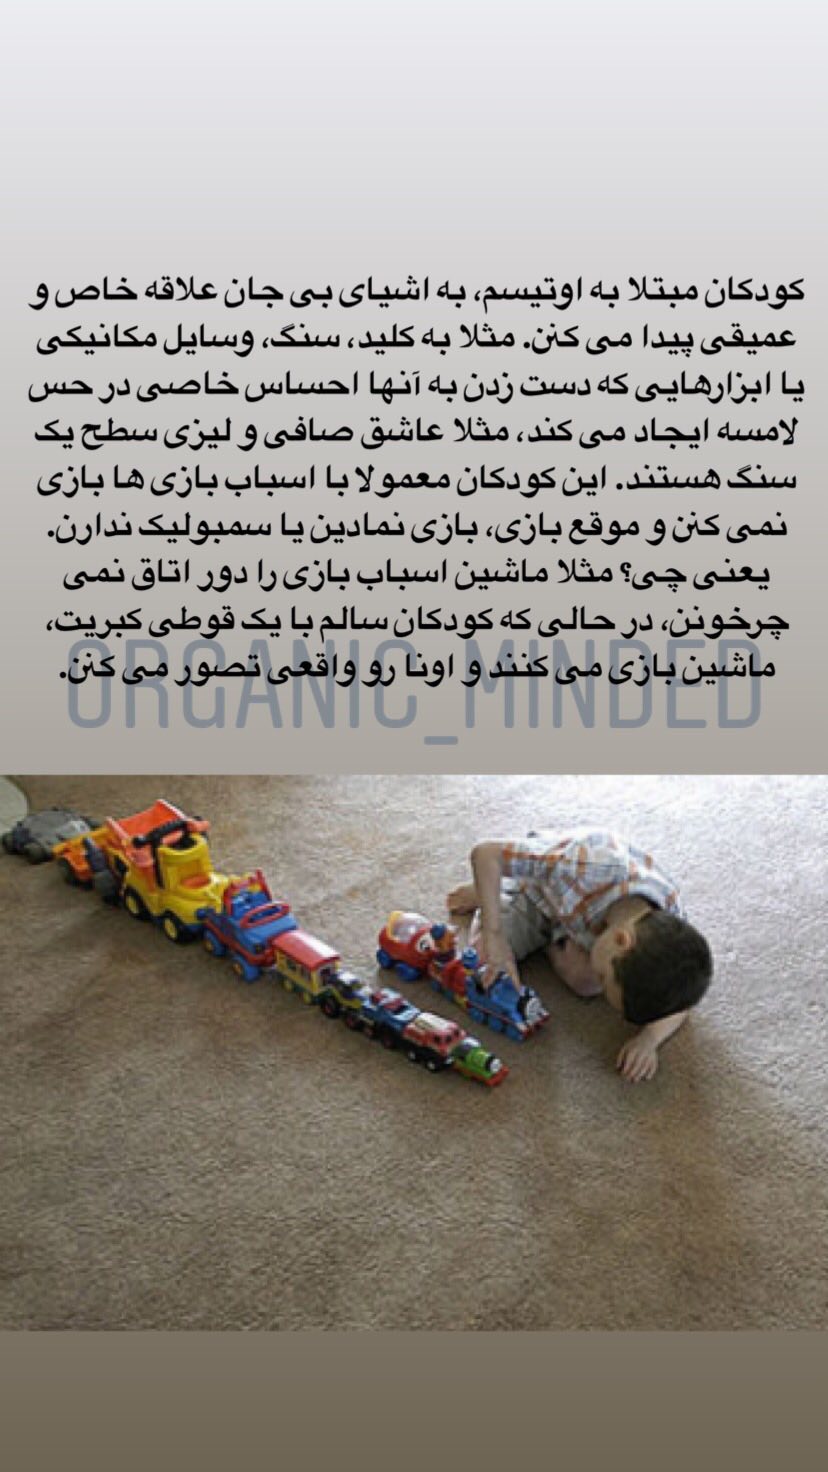 کودکان مبتلا به اوتیسم، به اشیای بی جان علاقه خاص و
عمیقی پیدا می کنن. مثلا به کلید، سنگ، وسایل مکانیکی
یا ابزارهایی که دست زدن به آنها احساس خاصی در حس
لامسه ایجاد می کند، مثلا عاشق صافی و لیزی سطح یک
سنگ هستند. این کودکان معمولا با اسباب بازی ها بازی
نمی کنن و موقع بازی، بازی نمادین یا سمبولیک ندارن.
یعنی چی؟ مثلا ماشین اسباب بازی را دور اتاق نمی
چرخونن، در حالی که کودکان سالم با یک قوطی کبریت،
ماشین بازی می کنند و اونا رو واقعی تصور می کنن.
ORGANIC_MINDED